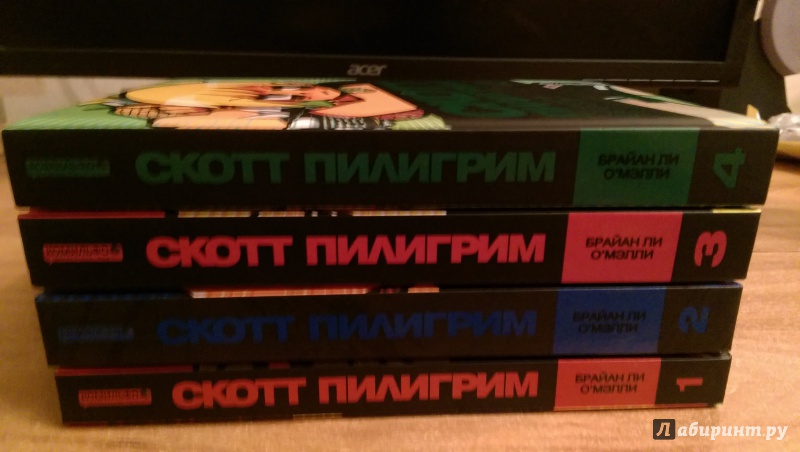 acer
СКОТТ ПИЛИГРИМ
БРАЙАН ЛИ
О'МЭЛЛИ
4
СКОТТ ПИЛИГРИМ
БРАЙАН ЛИ
О'МЭЛЛИ
3
СКОТТ ПИЛИГРИМ
БРАЙАН ЛИ
О'МЭЛЛИ
2
СКОТТ ПИЛИГРИМ
БРАЙАН ЛИ
О'МЭЛЛИ
1
Лабиринт.ру